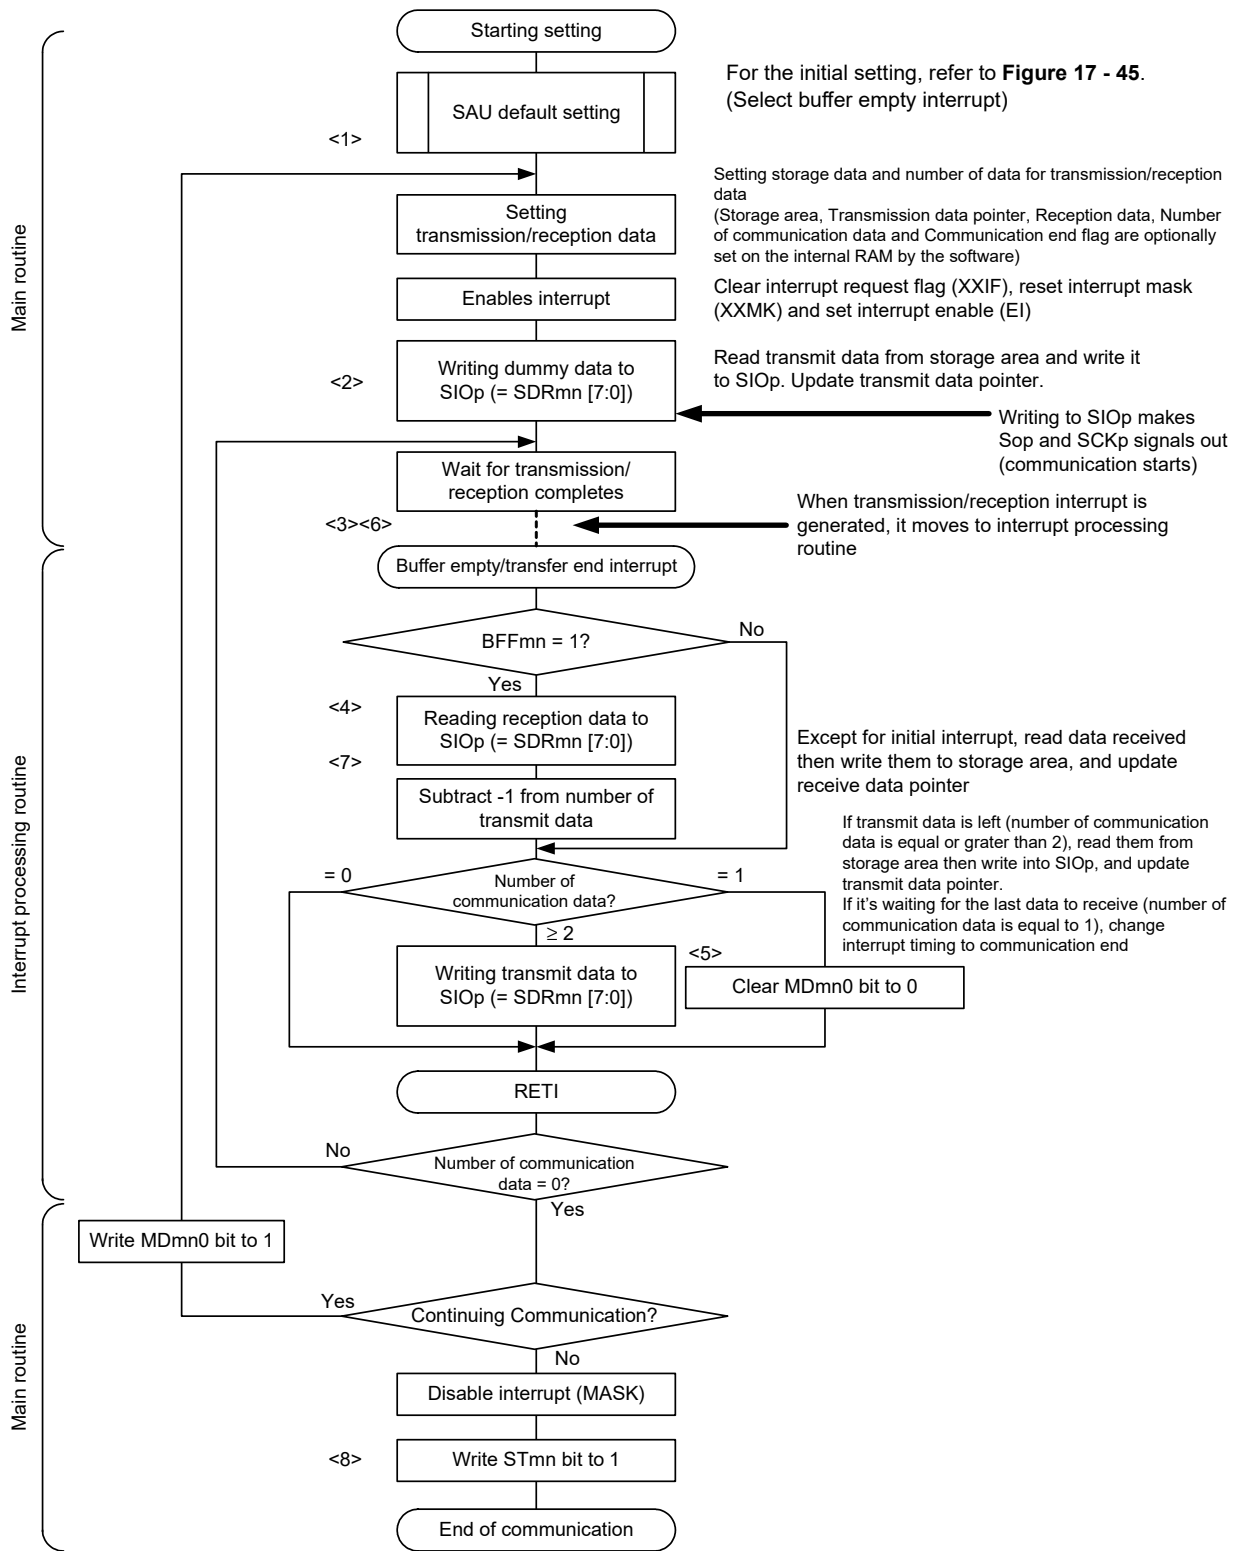 Starting setting
For the initial setting, refer to Figure 17 - 45.
(Select buffer empty interrupt)
SAU default setting
<1>
Setting storage data and number of data for transmission/reception
data
(Storage area, Transmission data pointer, Reception data, Number
of communication data and Communication end flag are optionally
set on the internal RAM by the software)
Setting
transmission/reception data
Main routine
Enables interrupt
Clear interrupt request flag (XXIF), reset interrupt mask
(XXMK) and set interrupt enable (EI)
<2>
Writing dummy data to
SIOp (= SDRmn [7:0])
Read transmit data from storage area and write it
to SIOp. Update transmit data pointer.
Writing to SIOp makes
Sop and SCKp signals out
(communication starts)
Wait for transmission/
reception completes
<3><6>
When transmission/reception interrupt is
generated, it moves to interrupt processing
routine
Buffer empty/transfer end interrupt
BFFmn = 1?
No
Yes
<4>
Reading reception data to
SIOp (= SDRmn [7:0])
<7>
Except for initial interrupt, read data received
then write them to storage area, and update
receive data pointer
Subtract -1 from number of
transmit data
Interrupt processing routine
If transmit data is left (number of communication
data is equal or grater than 2), read them from
storage area then write into SIOp, and update
transmit data pointer.
If it's waiting for the last data to receive (number of
communication data is equal to 1), change
interrupt timing to communication end
= 0
Number of
communication data?
= 1
≥ 2
<5>
Writing transmit data to
SIOp (= SDRmn [7:0])
Clear MDmn0 bit to 0
RETI
No
Number of communication
data = 0?
Yes
Write MDmn0 bit to 1
Yes
Continuing Communication?
No
Main routine
Disable interrupt (MASK)
<8>
Write STmn bit to 1
End of communication